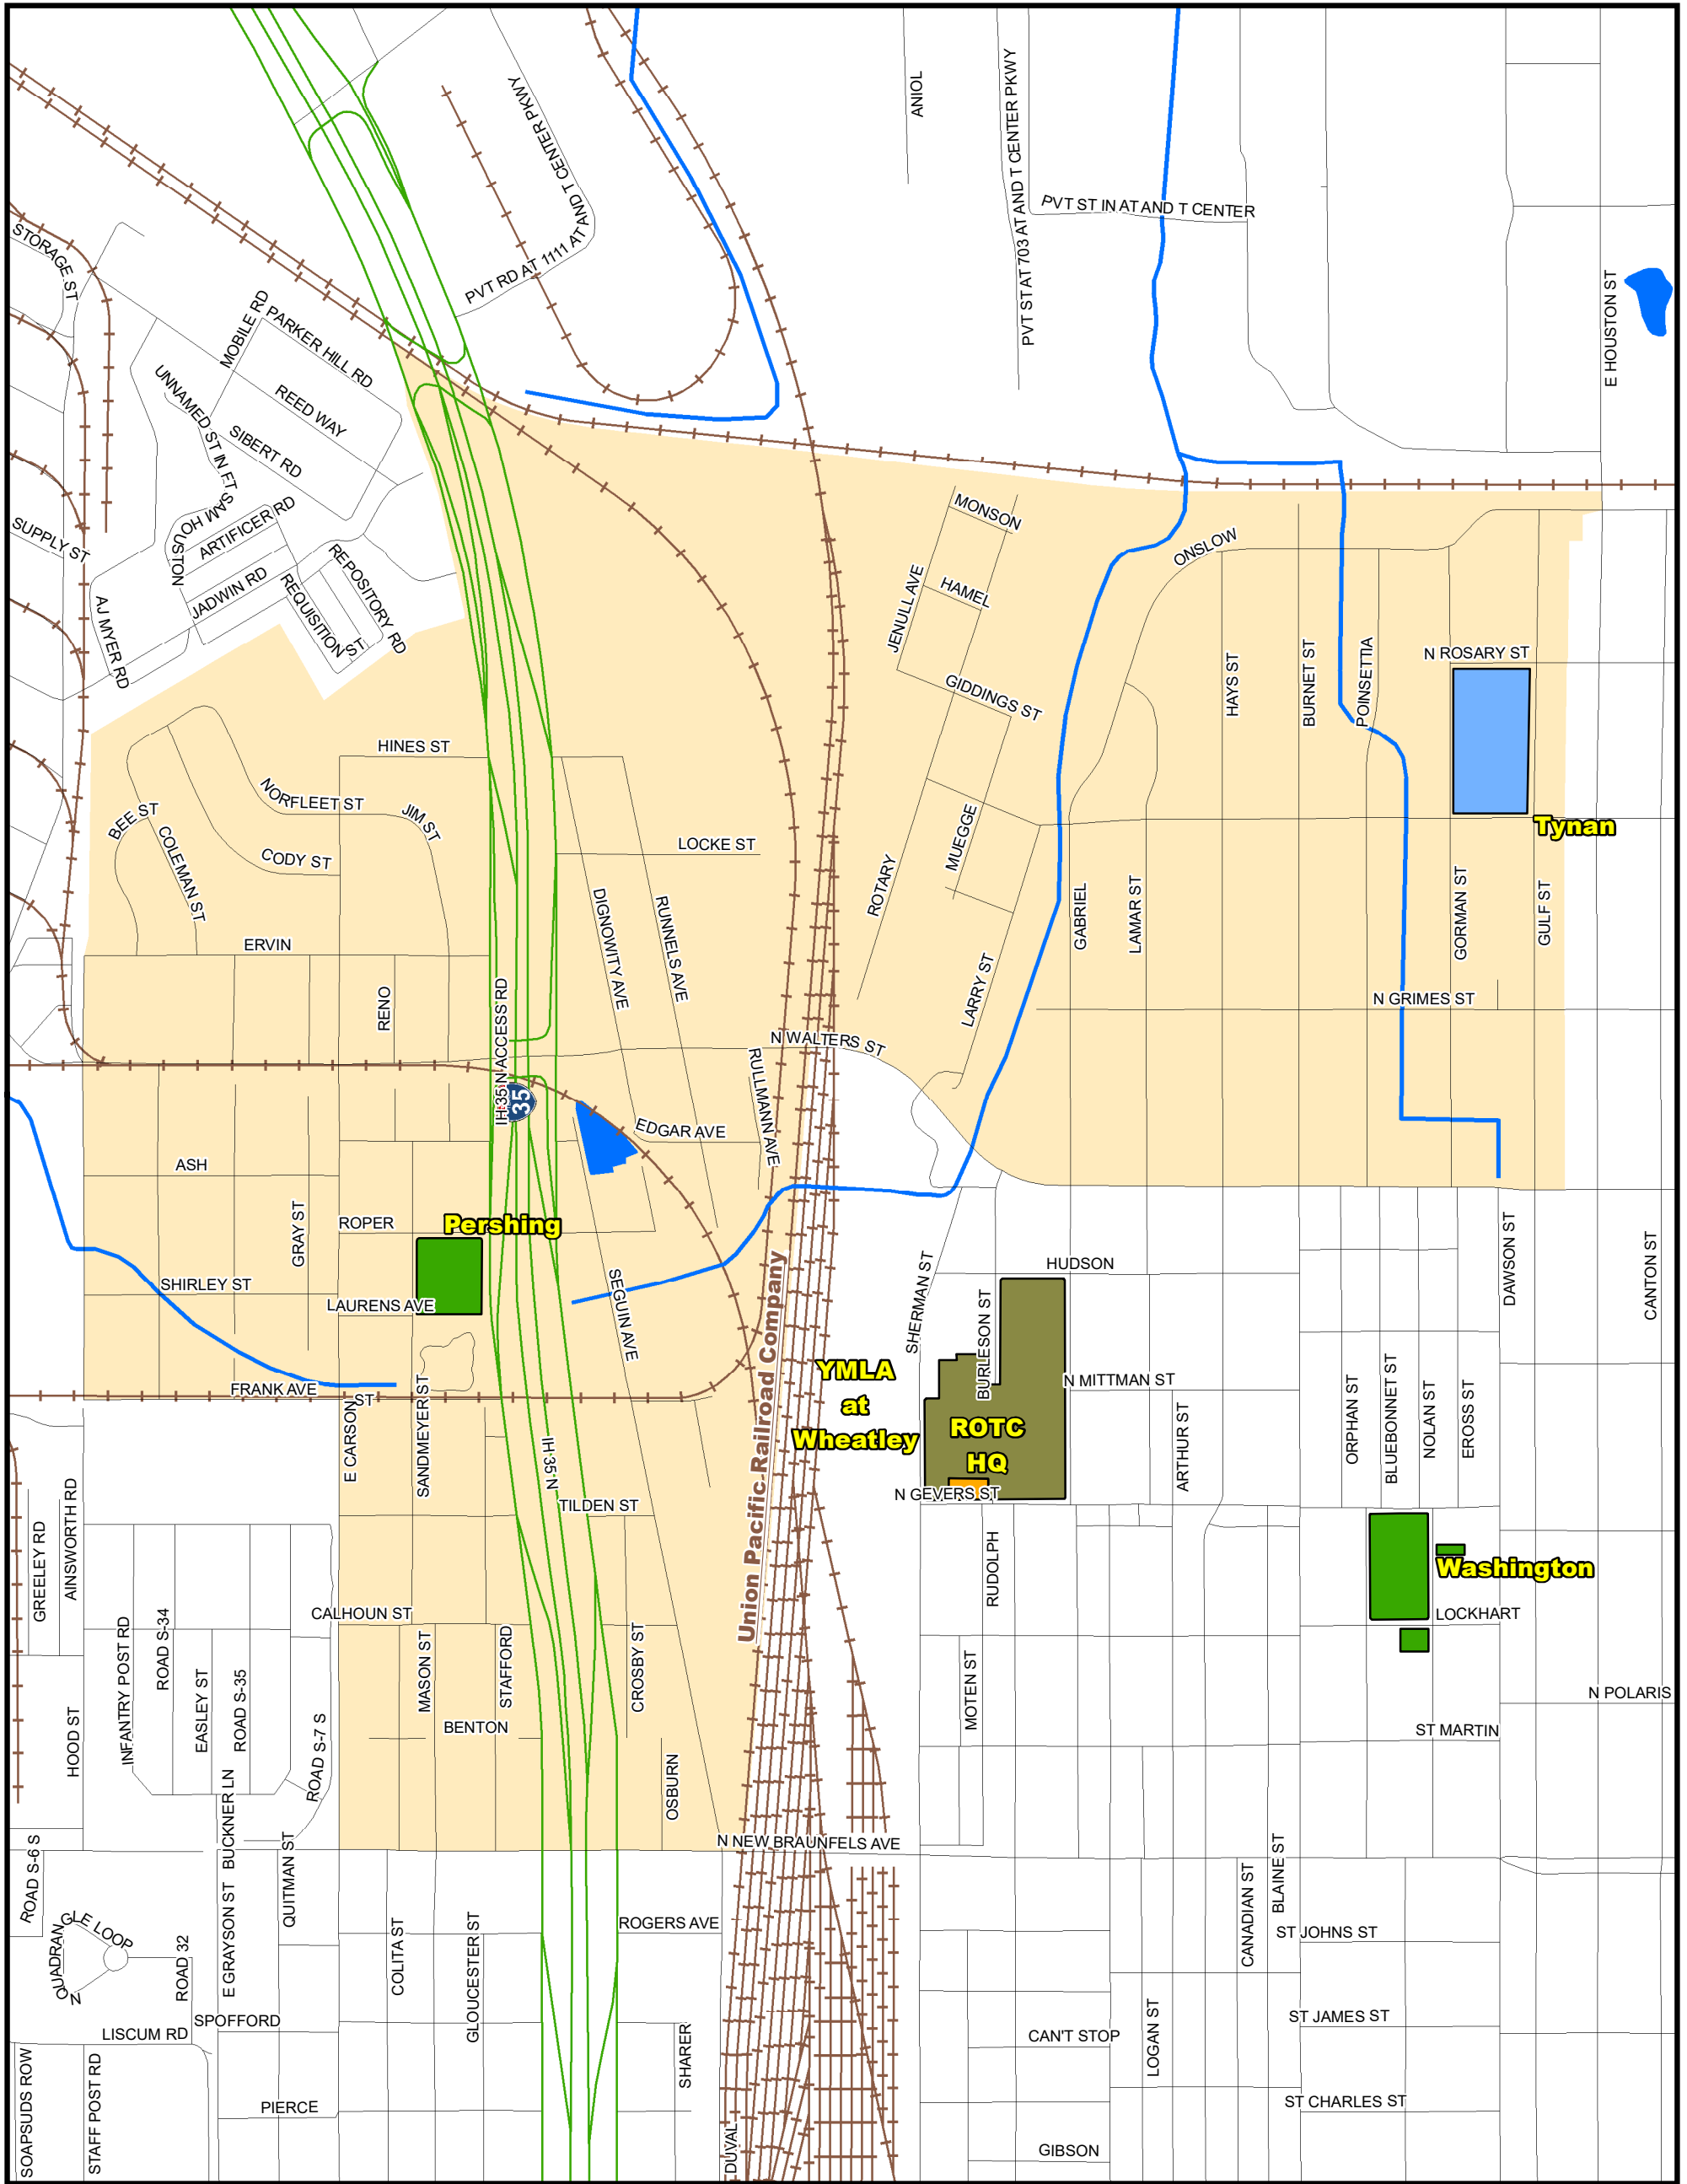 ANIOL
AND T CENTER PKWY
PVT RD AT 1111 AT
PVT ST AT 703 AT AND T CENTER PKWY
PVT ST IN AT AND T CENTER
E HOUSTON ST
STORAGE ST
MOBILE RD
PARKER HILL RD
REED WAY
SIBERT RD
UNNAMED ST IN FT SAM HOUSTON
ARTIFICER RD
JADWIN RD
REQUISITION ST
REPOSITORY RD
SUPPLY ST
AJ MYER RD
MONSON
HAMEL
JENULL AVE
GIDDINGS ST
ONSLOW
HAYS ST
BURNET ST
POINSETTIA
N ROSARY ST
Tynan
HINES ST
NORFLEET ST
JIM ST
BEE ST
COLEMAN ST
CODY ST
LOCKE ST
DIGNOWITY AVE
RUNNELS AVE
ROTARY
MUEGGE
GABRIEL
LAMAR ST
GORMAN ST
GULF ST
ERVIN
RENO
IH 35 N ACCESS RD
LARRY ST
N GRIMES ST
N WALTERS ST
RULLMANN AVE
35
EDGAR AVE
ASH
GRAY ST
ROPER
Pershing
SHIRLEY ST
LAURENS AVE
SEGUIN AVE
FRANK AVE
E CARSON ST
SANDMEYER ST
Union Pacific Railroad Company
SHERMAN ST
HUDSON
BURLESON ST
DAWSON ST
CANTON ST
YMLA
at
Wheatley
ROTC
HQ
N MITTMAN ST
ARTHUR ST
ORPHAN ST
BLUEBONNET ST
NOLAN ST
EROSS ST
N GEVERS ST
IH 35 N
TILDEN ST
GREELEY RD
AINSWORTH RD
RUDOLPH
Washington
LOCKHART
CALHOUN ST
INFANTRY POST RD
ROAD S-34
EASLEY ST
ROAD S-35
MASON ST
STAFFORD
CROSBY ST
MOTEN ST
N POLARIS
ST MARTIN
BENTON
HOOD ST
ROAD S-7 S
OSBURN
N NEW BRAUNFELS AVE
BUCKNER LN
QUITMAN ST
ROAD S-6 S
E GRAYSON ST
BLAINE ST
CANADIAN ST
ROGERS AVE
ST JOHNS ST
N QUADRANGLE LOOP
ROAD 32
COLITA ST
GLOUCESTER ST
SPOFFORD
LISCUM RD
ST JAMES ST
CAN'T STOP
LOGAN ST
SHARER
SOAPSUDS ROW
STAFF POST RD
PIERCE
DUVAL
ST CHARLES ST
GIBSON